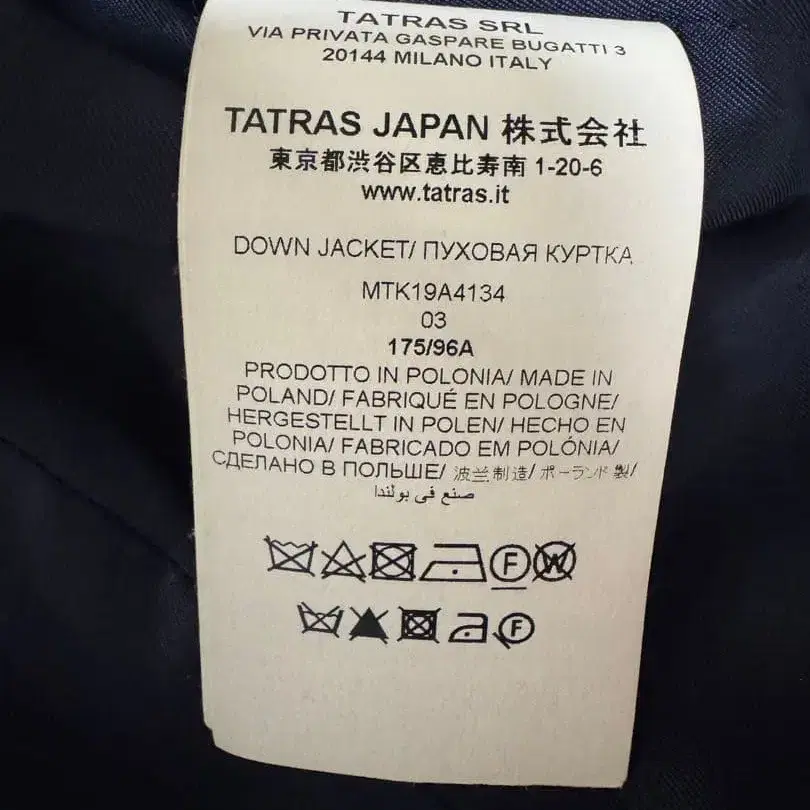 TATRAS SRL
VIA PRIVATA GASPARE BUGATTI 3
20144 MILANO ITALY
TATRAS JAPAN 株式会社
東京都渋谷区恵比寿南 1-20-6
www.tatras.it
DOWN JACKET/ ПУХОВАЯ КУРТКА
MTK19A4134
03
175/96A
PRODOTTO IN POLONIA/ MADE IN
POLAND/ FABRIQUÉ EN POLOGNE/
HERGESTELLT IN POLEN/ HECHO EN
POLONIA/ FABRICADO EM POLÓNIA/
СДЕЛАНО В ПОЛЬШЕ/ 波兰制造/ ポーランド 製/
صنع في بولندا
F W
F